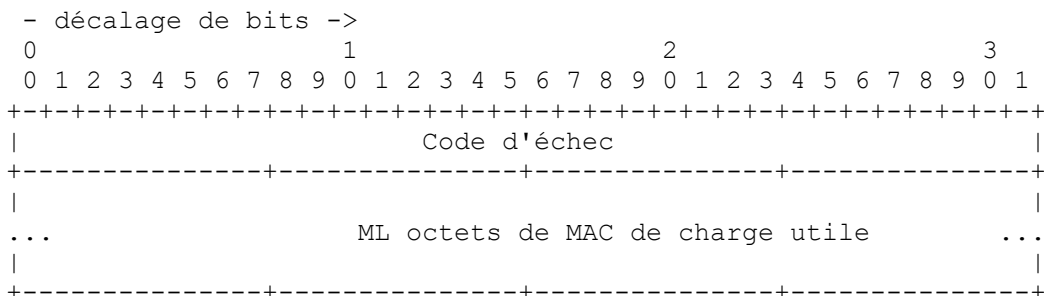 - décalage de bits ->
0                   1                   2                   3
0 1 2 3 4 5 6 7 8 9 0 1 2 3 4 5 6 7 8 9 0 1 2 3 4 5 6 7 8 9 0 1
+-+-+-+-+-+-+-+-+-+-+-+-+-+-+-+-+-+-+-+-+-+-+-+-+-+-+-+-+-+-+-+-+
|                         Code d'échec                          |
+---------------+---------------+---------------+---------------+
|                                                               |
...                   ML octets de MAC de charge utile        ...
|                                                               |
+---------------+---------------+---------------+---------------+